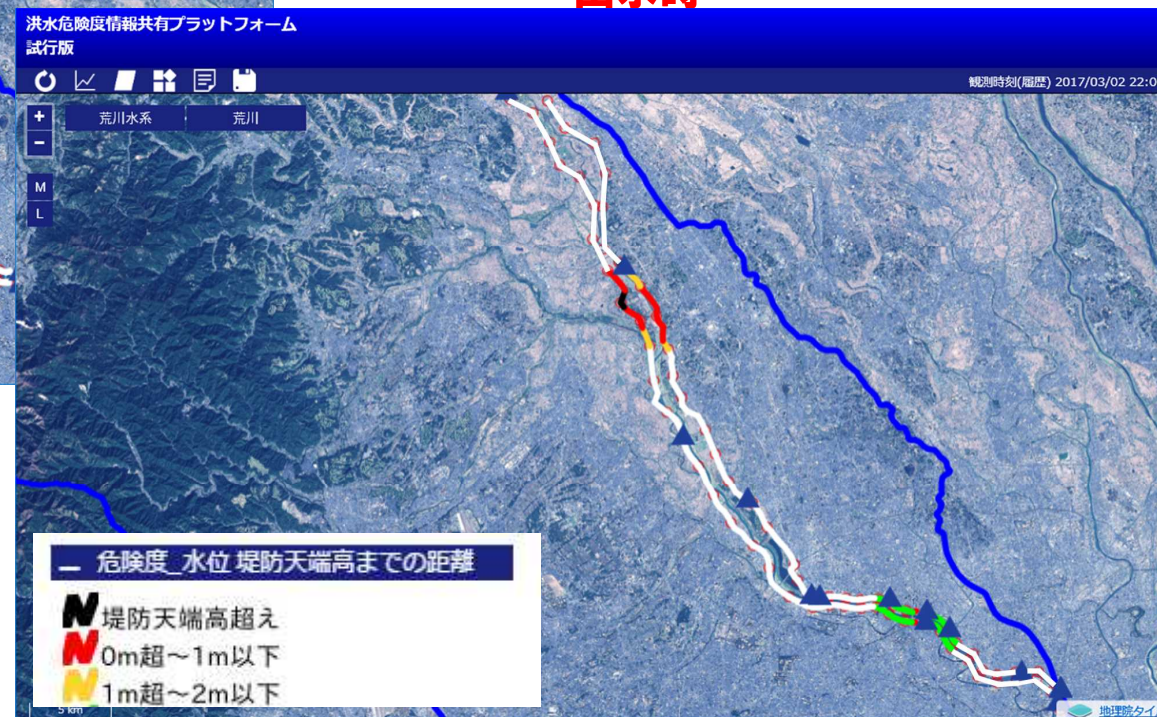 洪水危険度情報共有プラットフォーム
試行版
観測時刻(履歴) 2017/03/02 22:0
+
荒川水系
荒川
−
M
L
− 危険度_水位 堤防天端高までの距離
堤防天端高超え
0m超～1m以下
1m超～2m以下
5 km
地理院タイ